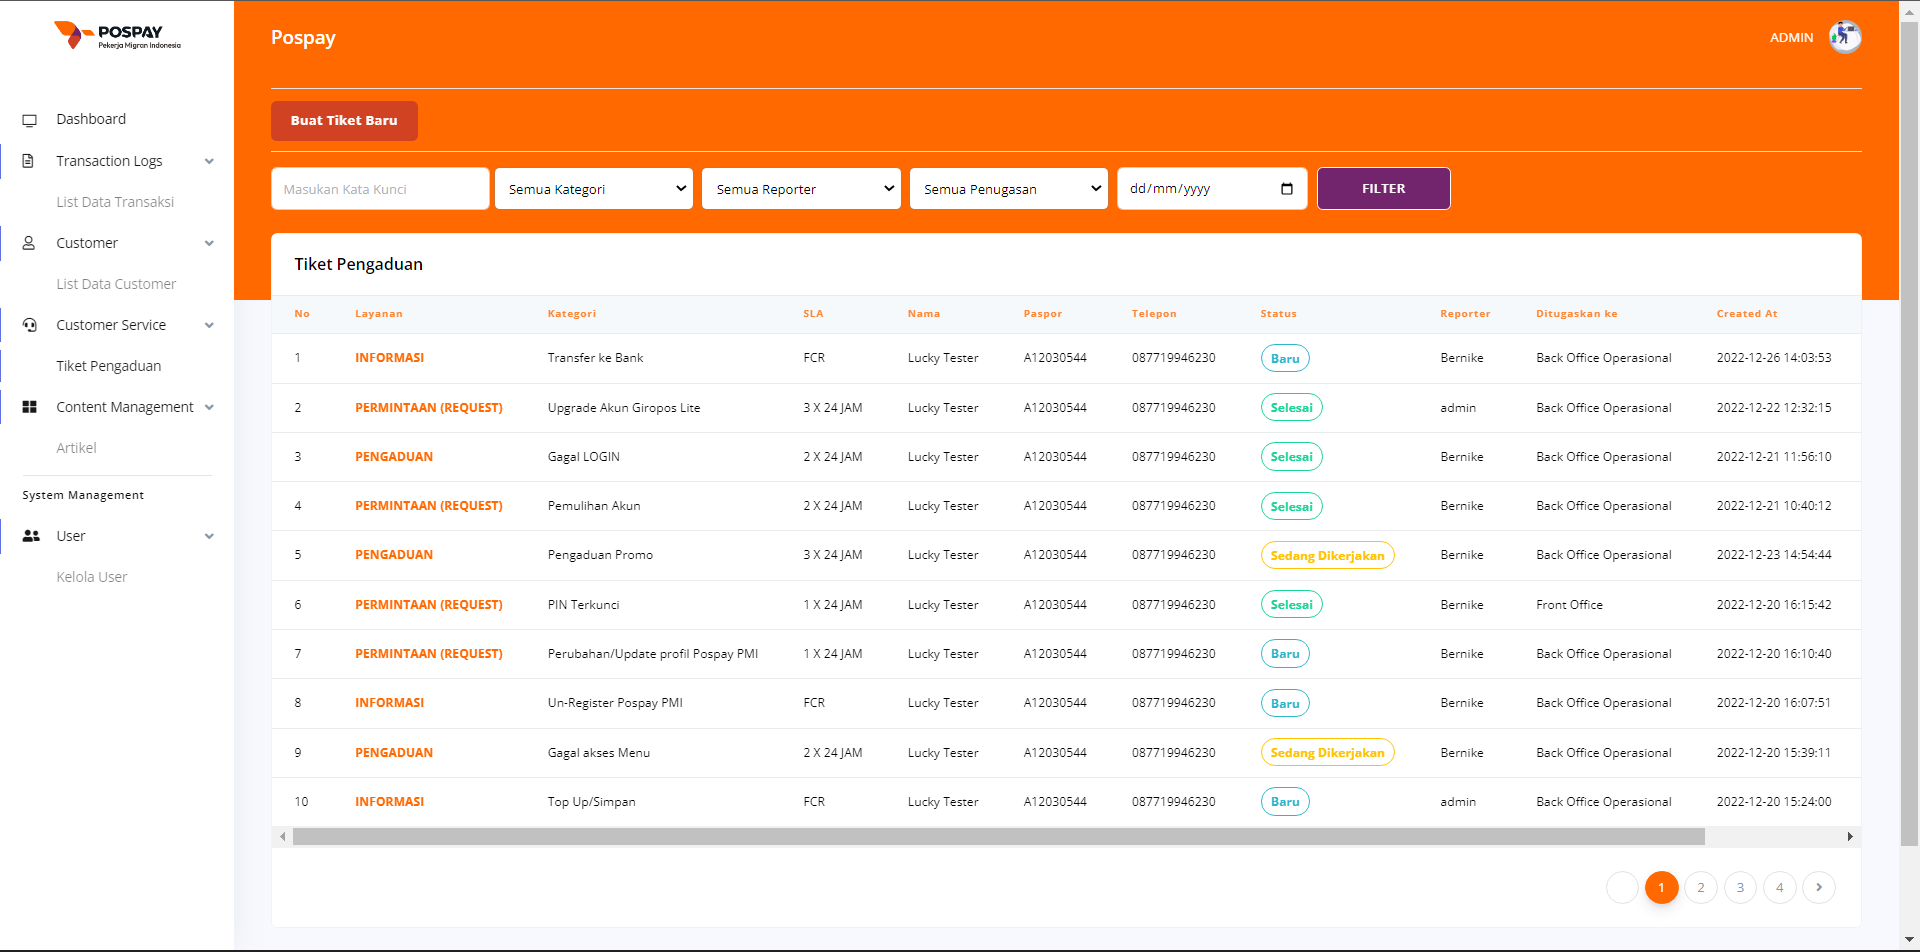 POSPAY
Pekerja Migran Indonesia
Dashboard
Transaction Logs
List Data Transaksi
Customer
List Data Customer
Customer Service
Tiket Pengaduan
Content Management
Artikel
System Management
User
Kelola User
Pospay
ADMIN
Buat Tiket Baru
Masukan Kata Kunci Semua Kategori Semua Reporter Semua Penugasan dd/mm/yyyy FILTER
Tiket Pengaduan
No Layanan Kategori SLA Nama Paspor Telepon Status Reporter Ditugaskan ke Created At
1 INFORMASI Transfer ke Bank FCR Lucky Tester A12030544 087719946230 Baru Bernike Back Office Operasional 2022-12-26 14:03:53
2 PERMINTAAN (REQUEST) Upgrade Akun Giropos Lite 3 X 24 JAM Lucky Tester A12030544 087719946230 Selesai admin Back Office Operasional 2022-12-22 12:32:15
3 PENGADUAN Gagal LOGIN 2 X 24 JAM Lucky Tester A12030544 087719946230 Selesai Bernike Back Office Operasional 2022-12-21 11:56:10
4 PERMINTAAN (REQUEST) Pemulihan Akun 2 X 24 JAM Lucky Tester A12030544 087719946230 Selesai Bernike Back Office Operasional 2022-12-21 10:40:12
5 PENGADUAN Pengaduan Promo 3 X 24 JAM Lucky Tester A12030544 087719946230 Sedang Dikerjakan Bernike Back Office Operasional 2022-12-23 14:54:44
6 PERMINTAAN (REQUEST) PIN Terkunci 1 X 24 JAM Lucky Tester A12030544 087719946230 Selesai Bernike Front Office 2022-12-20 16:15:42
7 PERMINTAAN (REQUEST) Perubahan/Update profil Pospay PMI 1 X 24 JAM Lucky Tester A12030544 087719946230 Baru Bernike Back Office Operasional 2022-12-20 16:10:40
8 INFORMASI Un-Register Pospay PMI FCR Lucky Tester A12030544 087719946230 Baru Bernike Back Office Operasional 2022-12-20 16:07:51
9 PENGADUAN Gagal akses Menu 2 X 24 JAM Lucky Tester A12030544 087719946230 Sedang Dikerjakan Bernike Back Office Operasional 2022-12-20 15:39:11
10 INFORMASI Top Up/Simpan FCR Lucky Tester A12030544 087719946230 Baru admin Back Office Operasional 2022-12-20 15:24:00
1 2 3 4